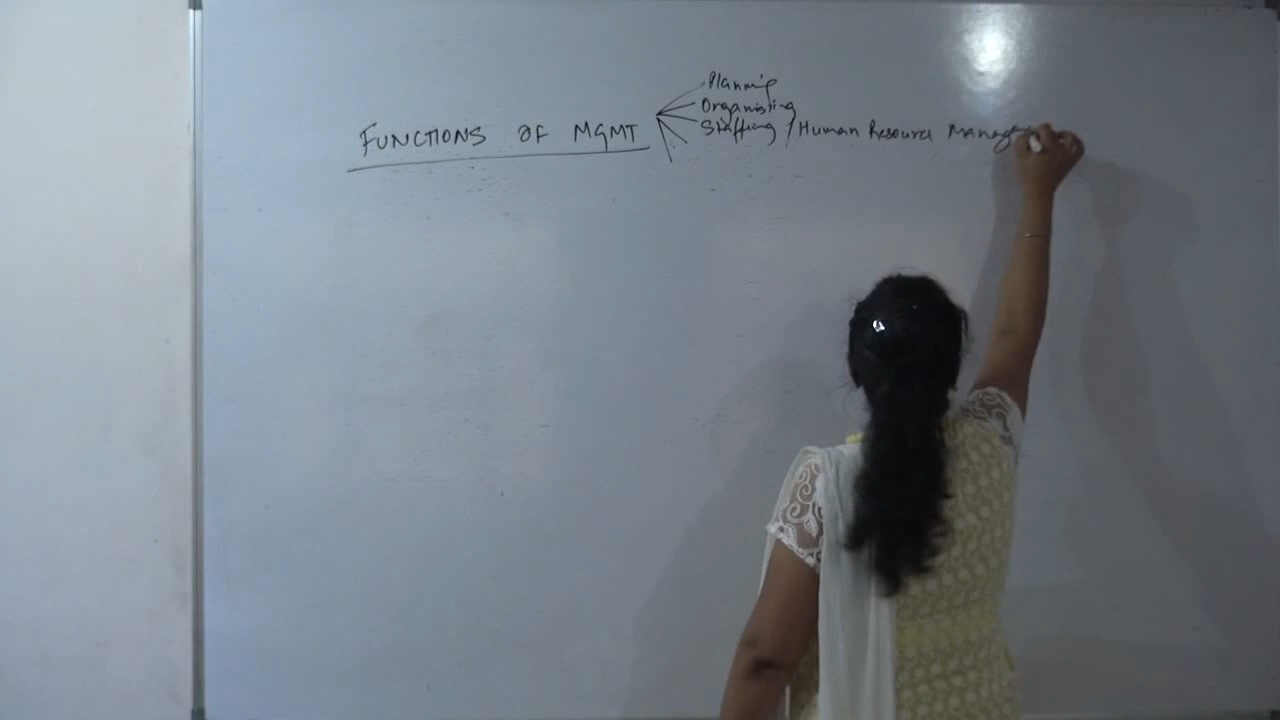 Planning
Organising
FUNCTIONS OF MGMT
Staffing / Human Resource Manag